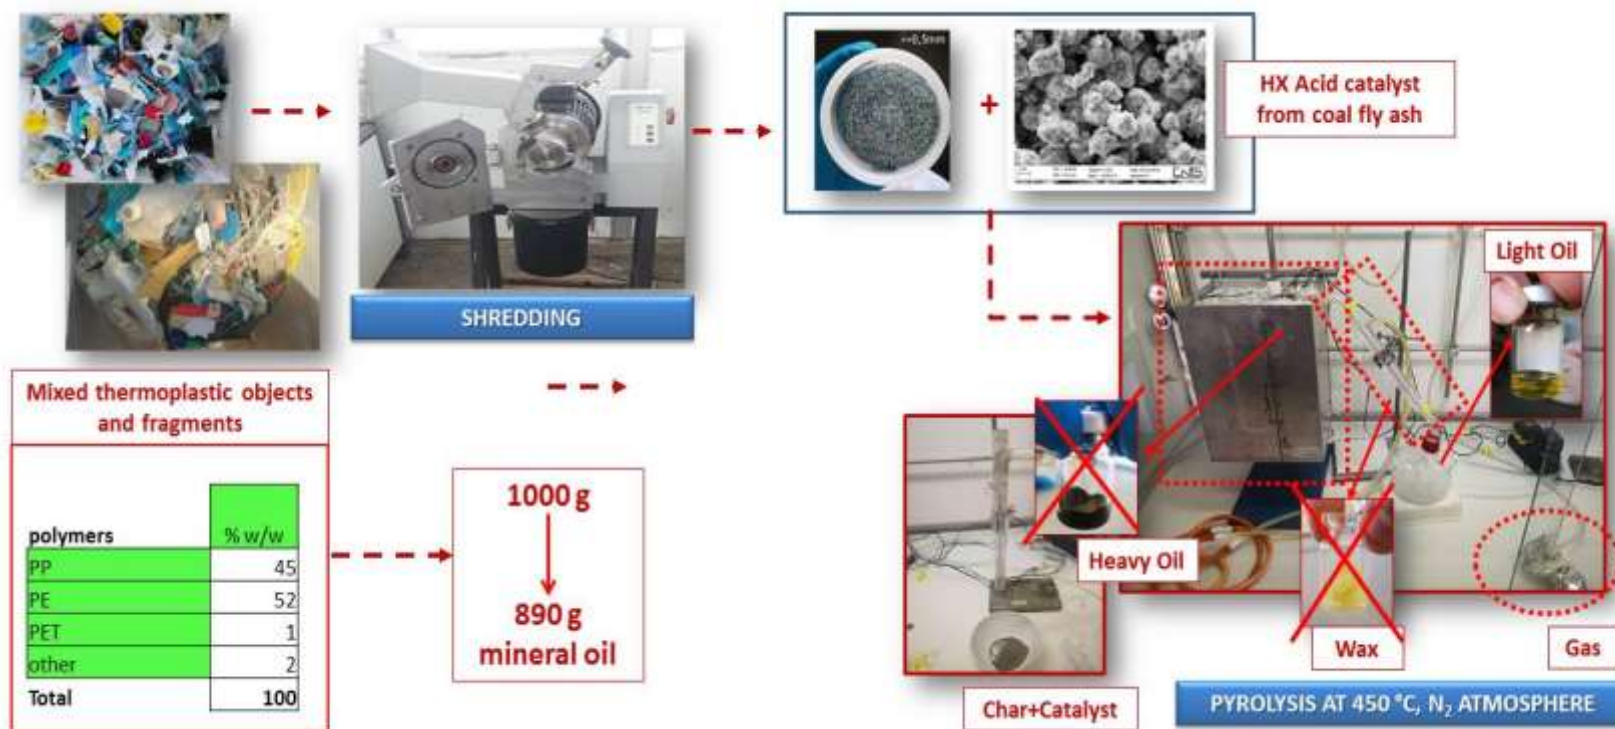 ==0,5mm
+
HX Acid catalyst
from coal fly ash
SHREDDING
Light Oil
Mixed thermoplastic objects
and fragments
polymers % w/w
PP 45
PE 52
PET 1
other 2
Total 100
1000 g
890 g
mineral oil
Heavy Oil
Wax
Gas
Char+Catalyst
PYROLYSIS AT 450 °C, N₂ ATMOSPHERE